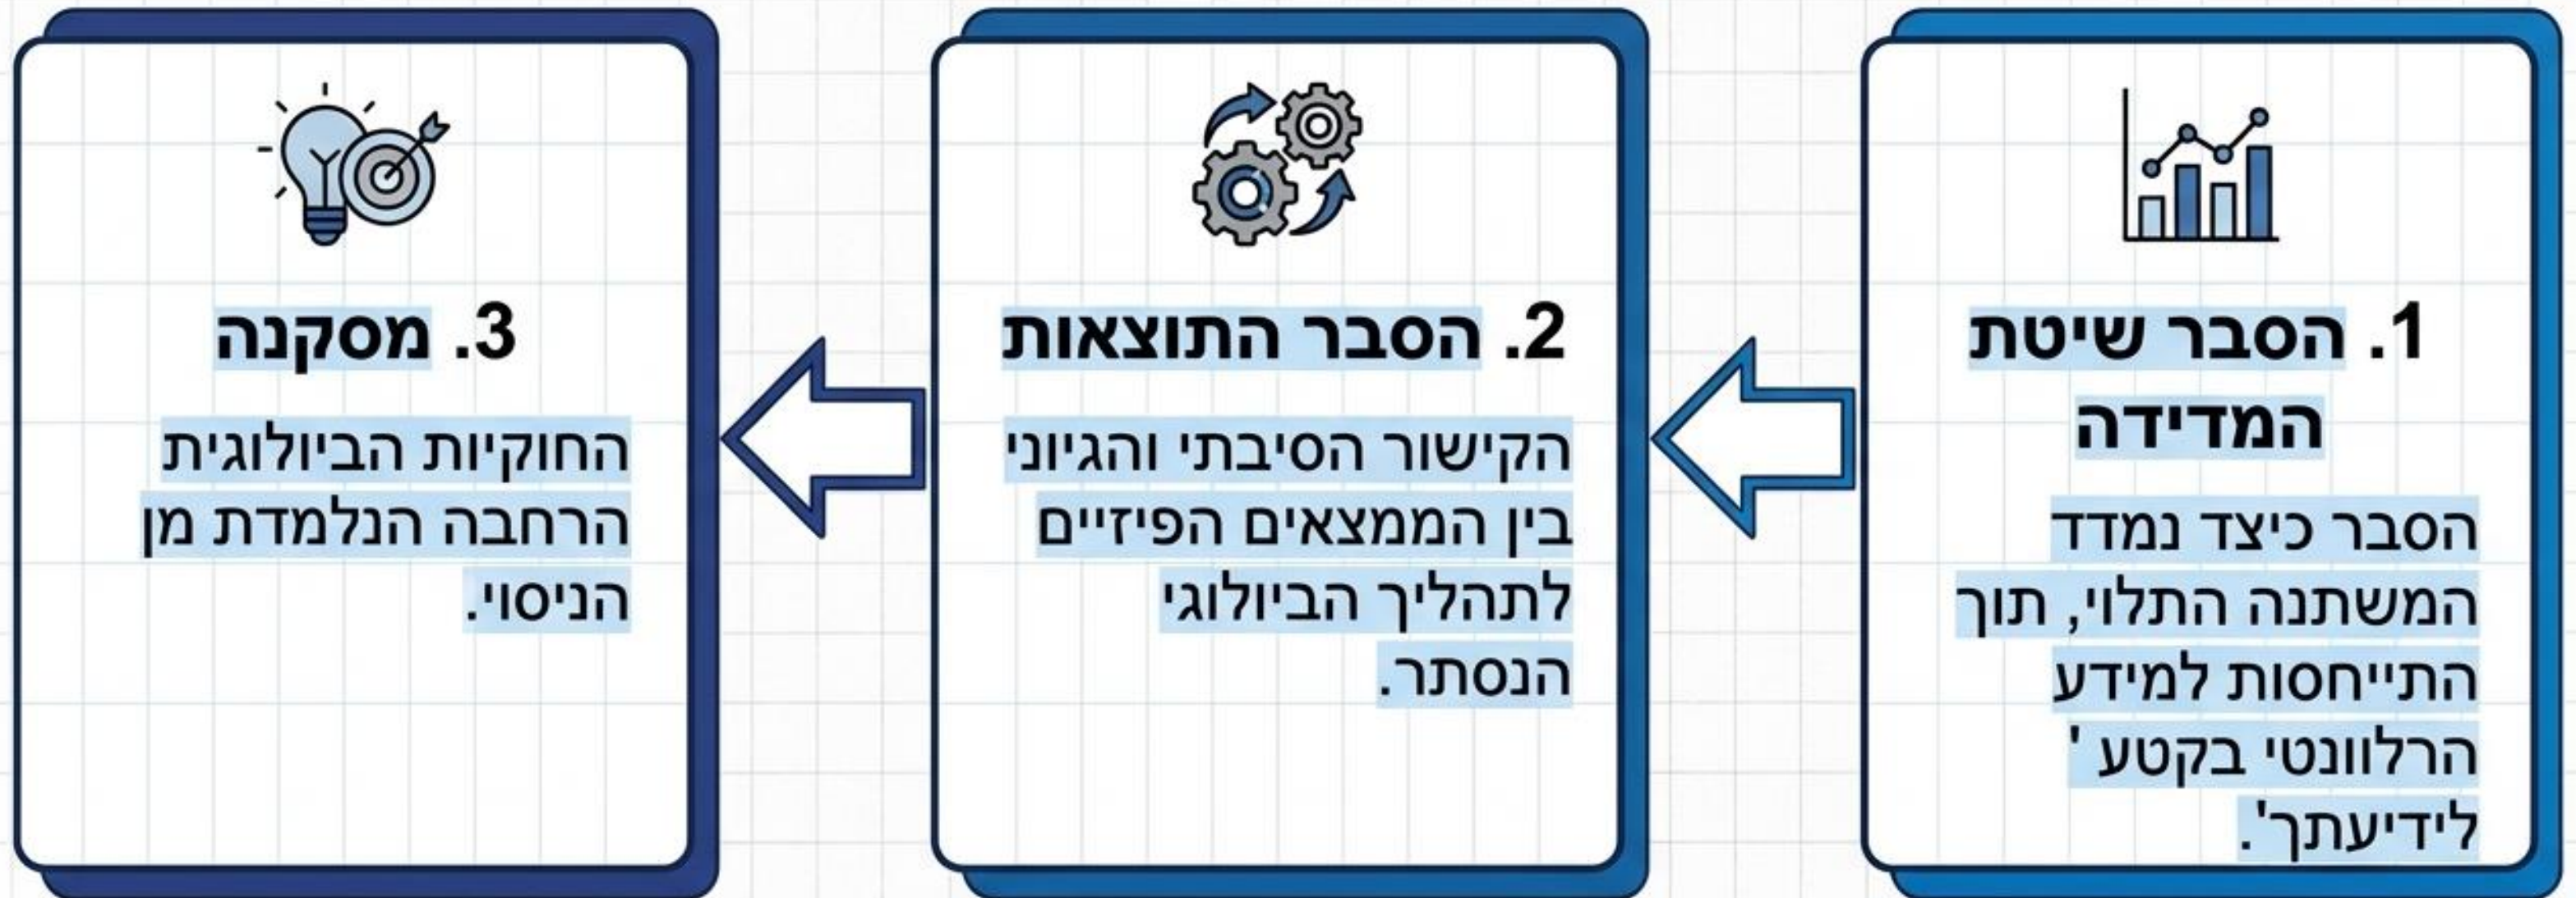 1. הסבר שיטת
המדידה
הסבר כיצד נמדד
המשתנה התלוי, תוך
התייחסות למידע
הרלוונטי בקטע '
לידיעתך'.
2. הסבר התוצאות
הקישור הסיבתי והגיוני
בין הממצאים הפיזיים
לתהליך הביולוגי
הנסתר.
3. מסקנה
החוקיות הביולוגית
הרחבה הנלמדת מן
הניסוי.